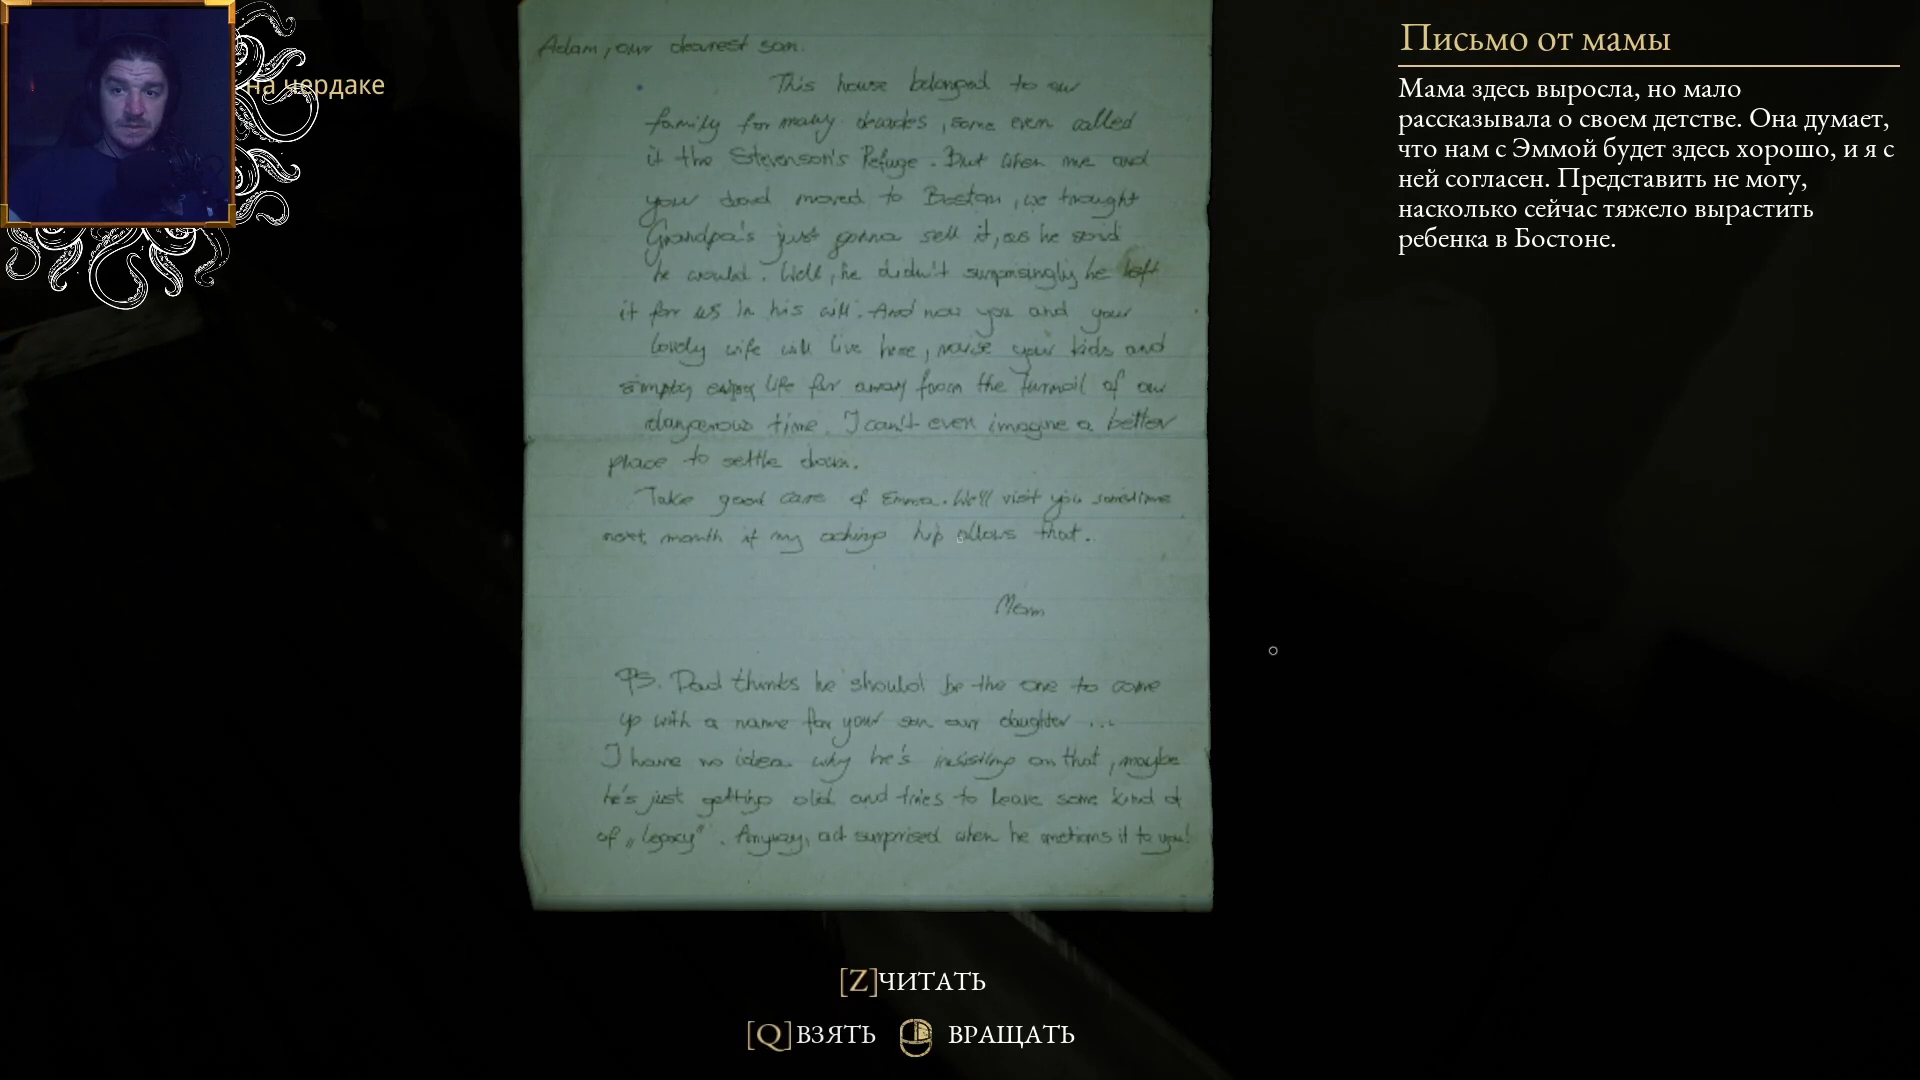 на чердаке
Adam, our dearest son.
This house belonged to our
family for many decades, some even called
it the Stevenson's Refuge. But when me and
your dad moved to Boston, we thought
Grandpa's just gonna sell it, as he said
he would. Well, he didn't surprisingly he left
it for us in his will. And now you and your
lovely wife will live here, raise your kids and
simply enjoy life far away from the turmoil of our
dangerous time. I can't even imagine a better
place to settle down.
Take good care of Emma. We'll visit you sometime
next month if my aching hip allows that.
Mom
PS. Dad thinks he should be the one to come
up with a name for your son our daughter ...
I have no idea why he's insisting on that, maybe
he's just getting old and tries to leave some kind of
of „legacy". Anyway, act surprised when he metions it to you!
Письмо от мамы
Мама здесь выросла, но мало
рассказывала о своем детстве. Она думает,
что нам с Эммой будет здесь хорошо, и я с
ней согласен. Представить не могу,
насколько сейчас тяжело вырастить
ребенка в Бостоне.
[Z]ЧИТАТЬ
[Q]ВЗЯТЬ ВРАЩАТЬ